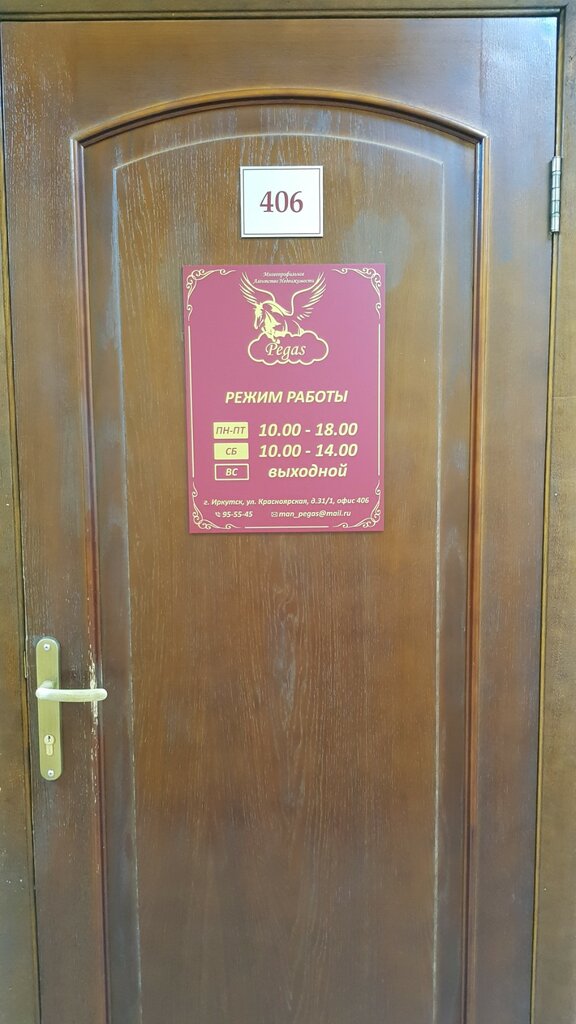 406
Многопрофильное
Агентство Недвижимости
Pegas
РЕЖИМ РАБОТЫ
ПН-ПТ 10.00 - 18.00
СБ 10.00 - 14.00
ВС выходной
г. Иркутск, ул. Красноярская, д.31/1, офис 406
95-55-45 man_pegas@mail.ru